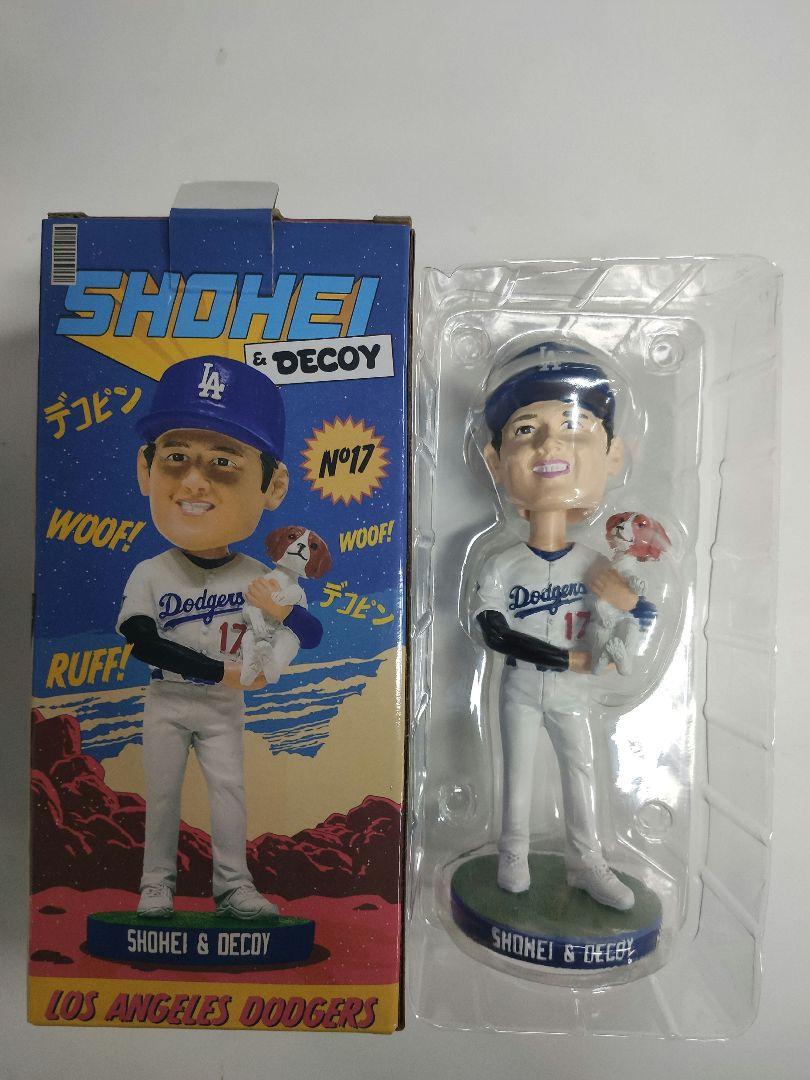 SHOHEI
& DECOY
デコピン
LA
Nº17
WOOF!
WOOF!
デコピン
Dodgers
17
RUFF!
SHOHEI & DECOY
LOS ANGELES DODGERS
LA
Dodgers
17
SHOHEI & DECOY